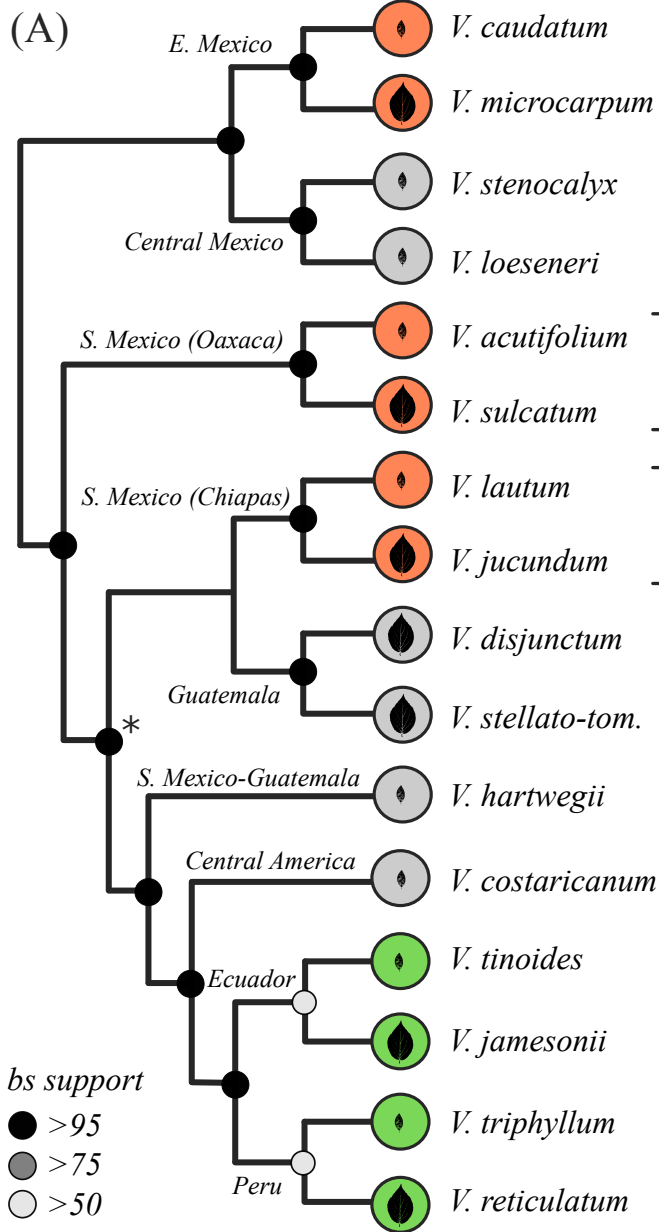 (A)
E. Mexico
V. caudatum
V. microcarpum
V. stenocalyx
Central Mexico
V. loeseneri
S. Mexico (Oaxaca)
V. acutifolium
V. sulcatum
V. lautum
S. Mexico (Chiapas)
V. jucundum
V. disjunctum
Guatemala
V. stellato-tom.
*
S. Mexico-Guatemala
V. hartwegii
Central America
V. costaricanum
Ecuador
V. tinoides
V. jamesonii
bs support
>95
V. triphyllum
>75
Peru
V. reticulatum
>50